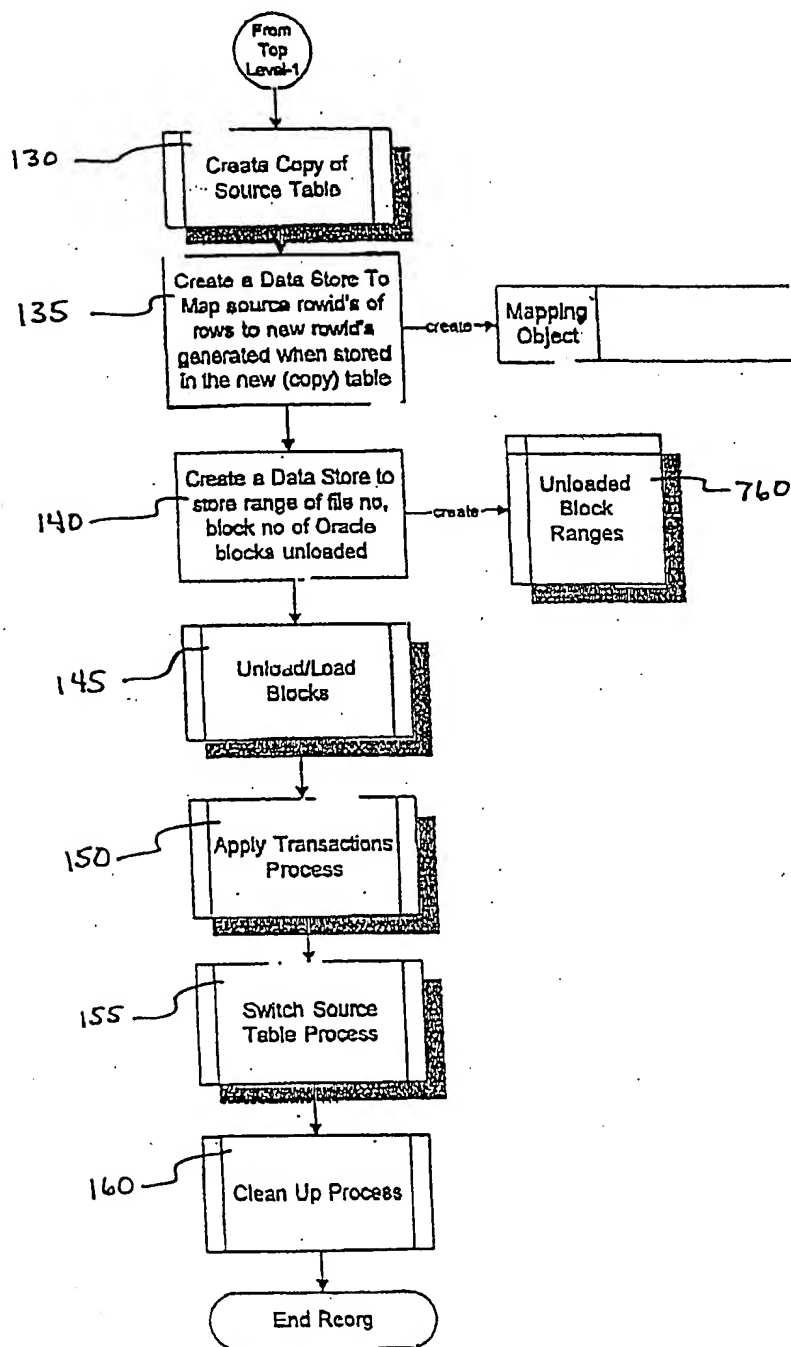 From
Top
Level-1
130
Create Copy of
Source Table
135
Create a Data Store To
Map source rowid's of
rows to new rowid's
generated when stored
in the new (copy) table
create
Mapping
Object
140
Create a Data Store to
store range of file no,
block no of Oracle
blocks unloaded
create
Unloaded
Block
Ranges
760
145
Unload/Load
Blocks
150
Apply Transactions
Process
155
Switch Source
Table Process
160
Clean Up Process
End Reorg